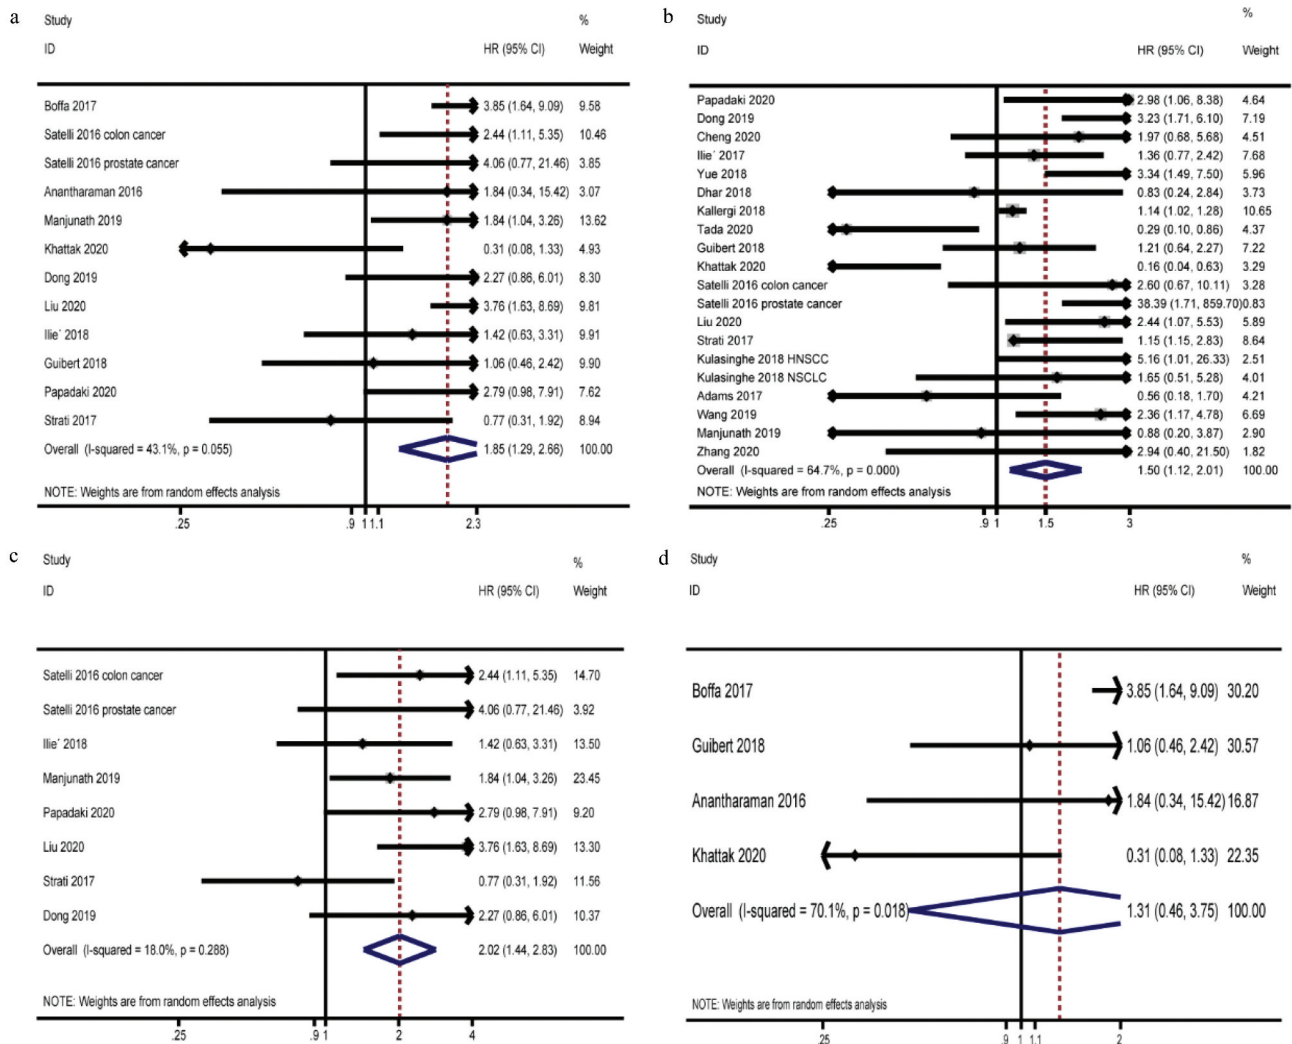 a
Study %
ID HR (95% CI) Weight
Boffa 2017 3.85 (1.64, 9.09) 9.58
Satelli 2016 colon cancer 2.44 (1.11, 5.35) 10.46
Satelli 2016 prostate cancer 4.06 (0.77, 21.46) 3.85
Anantharaman 2016 1.84 (0.34, 15.42) 3.07
Manjunath 2019 1.84 (1.04, 3.26) 13.62
Khattak 2020 0.31 (0.08, 1.33) 4.93
Dong 2019 2.27 (0.86, 6.01) 8.30
Liu 2020 3.76 (1.63, 8.69) 9.81
Ilie´ 2018 1.42 (0.63, 3.31) 9.91
Guibert 2018 1.06 (0.46, 2.42) 9.90
Papadaki 2020 2.79 (0.98, 7.91) 7.62
Strati 2017 0.77 (0.31, 1.92) 8.94
Overall (I-squared = 43.1%, p = 0.055) 1.85 (1.29, 2.66) 100.00
NOTE: Weights are from random effects analysis
.25 .9 1 1.1 2.3
b
Study %
ID HR (95% CI) Weight
Papadaki 2020 2.98 (1.06, 8.38) 4.64
Dong 2019 3.23 (1.71, 6.10) 7.19
Cheng 2020 1.97 (0.68, 5.68) 4.51
Ilie´ 2017 1.36 (0.77, 2.42) 7.68
Yue 2018 3.34 (1.49, 7.50) 5.96
Dhar 2018 0.83 (0.24, 2.84) 3.73
Kallergi 2018 1.14 (1.02, 1.28) 10.65
Tada 2020 0.29 (0.10, 0.86) 4.37
Guibert 2018 1.21 (0.64, 2.27) 7.22
Khattak 2020 0.16 (0.04, 0.63) 3.29
Satelli 2016 colon cancer 2.60 (0.67, 10.11) 3.28
Satelli 2016 prostate cancer 38.39 (1.71, 859.70) 0.83
Liu 2020 2.44 (1.07, 5.53) 5.89
Strati 2017 1.15 (1.15, 2.83) 8.64
Kulasinghe 2018 HNSCC 5.16 (1.01, 26.33) 2.51
Kulasinghe 2018 NSCLC 1.65 (0.51, 5.28) 4.01
Adams 2017 0.56 (0.18, 1.70) 4.21
Wang 2019 2.36 (1.17, 4.78) 6.69
Manjunath 2019 0.88 (0.20, 3.87) 2.90
Zhang 2020 2.94 (0.40, 21.50) 1.82
Overall (I-squared = 64.7%, p = 0.000) 1.50 (1.12, 2.01) 100.00
NOTE: Weights are from random effects analysis
.25 .9 1 1.5 3
c
Study %
ID HR (95% CI) Weight
Satelli 2016 colon cancer 2.44 (1.11, 5.35) 14.70
Satelli 2016 prostate cancer 4.06 (0.77, 21.46) 3.92
Ilie´ 2018 1.42 (0.63, 3.31) 13.50
Manjunath 2019 1.84 (1.04, 3.26) 23.45
Papadaki 2020 2.79 (0.98, 7.91) 9.20
Liu 2020 3.76 (1.63, 8.69) 13.30
Strati 2017 0.77 (0.31, 1.92) 11.56
Dong 2019 2.27 (0.86, 6.01) 10.37
Overall (I-squared = 18.0%, p = 0.288) 2.02 (1.44, 2.83) 100.00
NOTE: Weights are from random effects analysis
.25 .9 1 2 4
d
Study %
ID HR (95% CI) Weight
Boffa 2017 3.85 (1.64, 9.09) 30.20
Guibert 2018 1.06 (0.46, 2.42) 30.57
Anantharaman 2016 1.84 (0.34, 15.42) 16.87
Khattak 2020 0.31 (0.08, 1.33) 22.35
Overall (I-squared = 70.1%, p = 0.018) 1.31 (0.46, 3.75) 100.00
NOTE: Weights are from random effects analysis
.25 .9 1 1.1 2